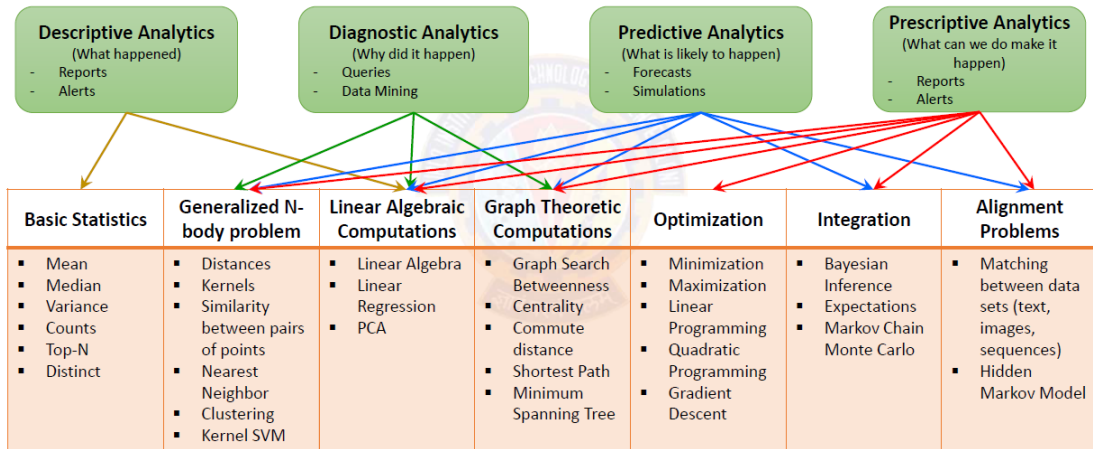 Descriptive Analytics
(What happened)
- Reports
- Alerts
Diagnostic Analytics
(Why did it happen)
- Queries
- Data Mining
Predictive Analytics
(What is likely to happen)
- Forecasts
- Simulations
Prescriptive Analytics
(What can we do make it
happen)
- Reports
- Alerts
Basic Statistics
▪ Mean
▪ Median
▪ Variance
▪ Counts
▪ Top-N
▪ Distinct
Generalized N-
body problem
▪ Distances
▪ Kernels
▪ Similarity
between pairs
of points
▪ Nearest
Neighbor
▪ Clustering
▪ Kernel SVM
Linear Algebraic
Computations
▪ Linear Algebra
▪ Linear
Regression
▪ PCA
Graph Theoretic
Computations
▪ Graph Search
Betweenness
▪ Centrality
▪ Commute
distance
▪ Shortest Path
▪ Minimum
Spanning Tree
Optimization
▪ Minimization
▪ Maximization
▪ Linear
Programming
▪ Quadratic
Programming
▪ Gradient
Descent
Integration
▪ Bayesian
Inference
▪ Expectations
▪ Markov Chain
Monte Carlo
Alignment
Problems
▪ Matching
between data
sets (text,
images,
sequences)
▪ Hidden
Markov Model